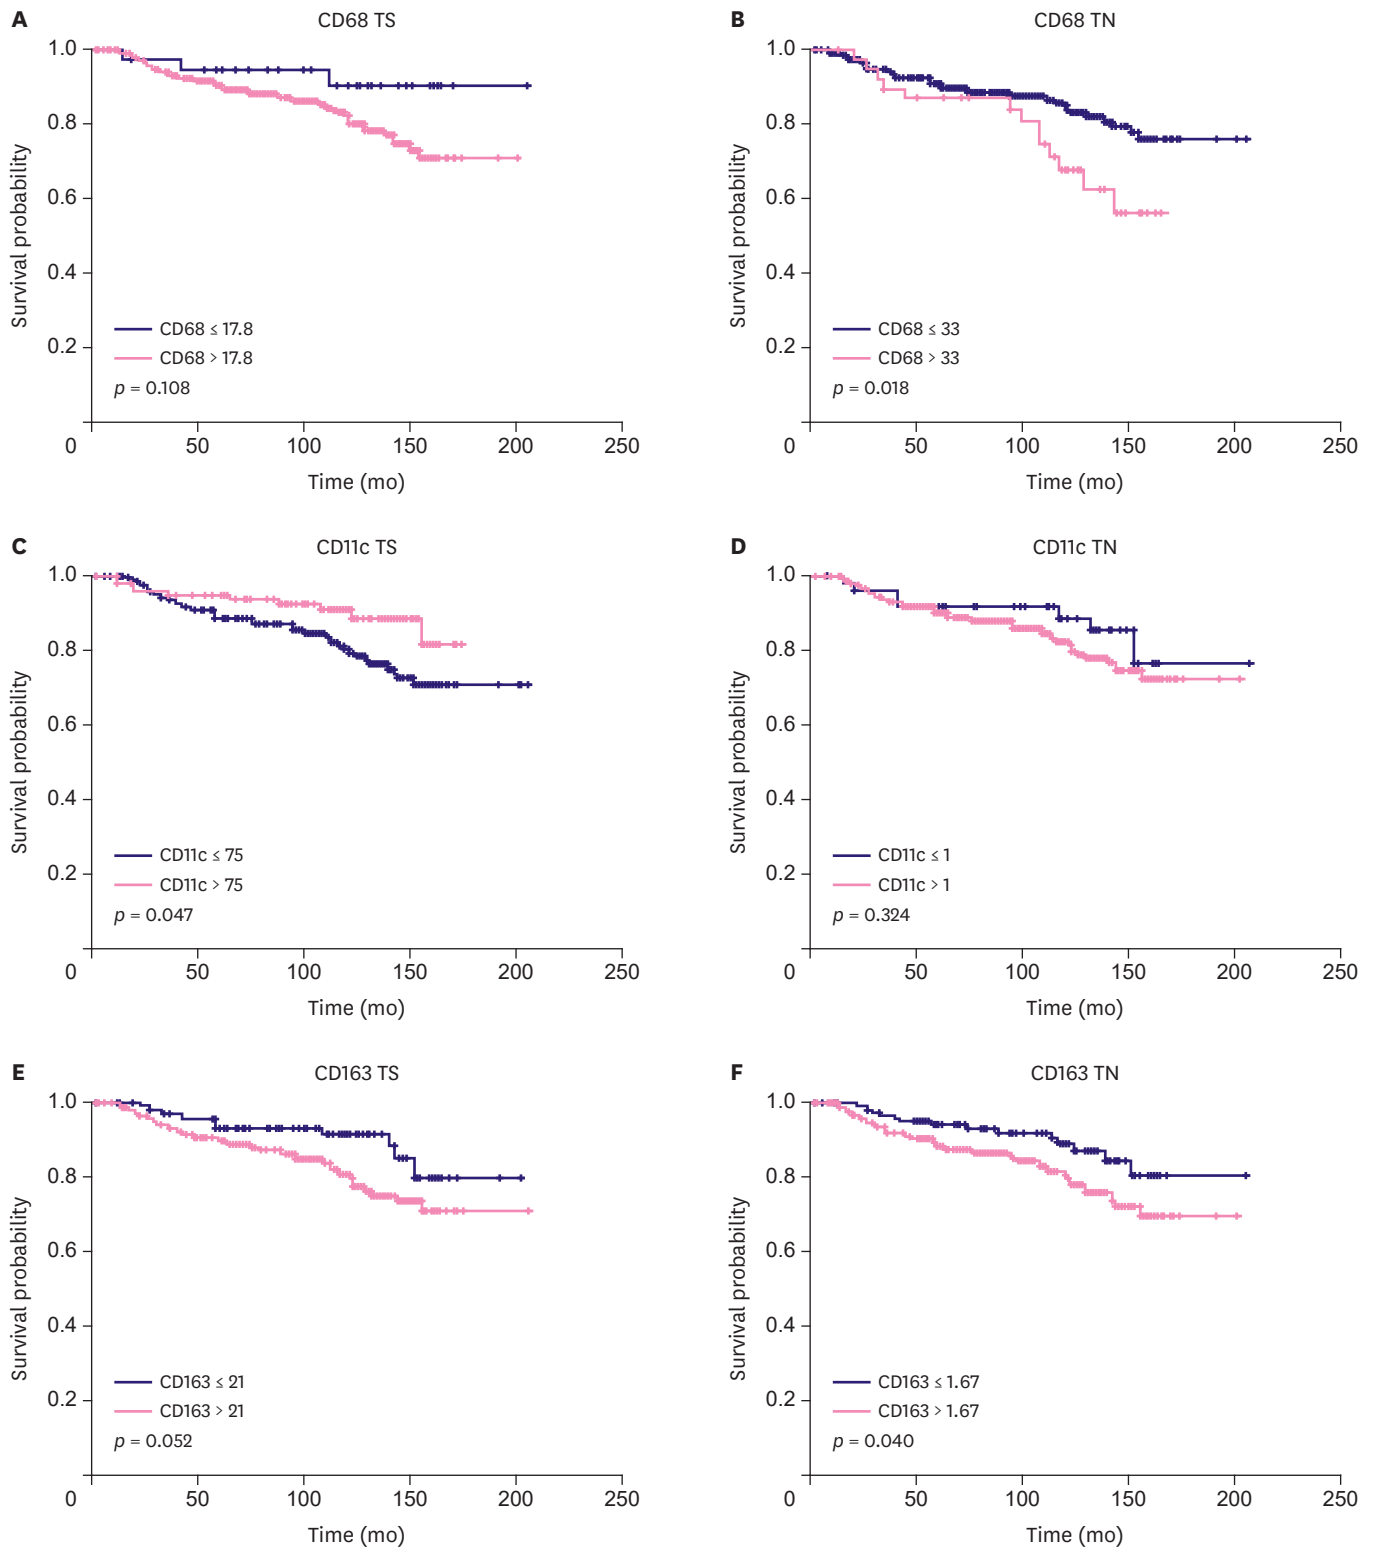 A
CD68 TS
Survival probability
1.0
0.8
0.6
0.4
0.2
CD68 ≤ 17.8
CD68 > 17.8
p = 0.108
0 50 100 150 200 250
Time (mo)
B
CD68 TN
Survival probability
1.0
0.8
0.6
0.4
0.2
CD68 ≤ 33
CD68 > 33
p = 0.018
0 50 100 150 200 250
Time (mo)
C
CD11c TS
Survival probability
1.0
0.8
0.6
0.4
0.2
CD11c ≤ 75
CD11c > 75
p = 0.047
0 50 100 150 200 250
Time (mo)
D
CD11c TN
Survival probability
1.0
0.8
0.6
0.4
0.2
CD11c ≤ 1
CD11c > 1
p = 0.324
0 50 100 150 200 250
Time (mo)
E
CD163 TS
Survival probability
1.0
0.8
0.6
0.4
0.2
CD163 ≤ 21
CD163 > 21
p = 0.052
0 50 100 150 200 250
Time (mo)
F
CD163 TN
Survival probability
1.0
0.8
0.6
0.4
0.2
CD163 ≤ 1.67
CD163 > 1.67
p = 0.040
0 50 100 150 200 250
Time (mo)